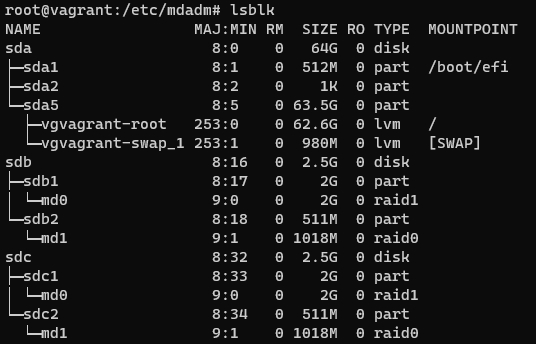 root@vagrant:/etc/mdadm# lsblk
NAME                 MAJ:MIN RM  SIZE RO TYPE  MOUNTPOINT
sda                    8:0    0   64G  0 disk
├─sda1                 8:1    0  512M  0 part  /boot/efi
├─sda2                 8:2    0    1K  0 part
└─sda5                 8:5    0 63.5G  0 part
  ├─vgvagrant-root   253:0    0 62.6G  0 lvm   /
  └─vgvagrant-swap_1 253:1    0  980M  0 lvm   [SWAP]
sdb                    8:16   0  2.5G  0 disk
├─sdb1                 8:17   0    2G  0 part
│ └─md0                9:0    0    2G  0 raid1
└─sdb2                 8:18   0  511M  0 part
  └─md1                9:1    0 1018M  0 raid0
sdc                    8:32   0  2.5G  0 disk
├─sdc1                 8:33   0    2G  0 part
│ └─md0                9:0    0    2G  0 raid1
└─sdc2                 8:34   0  511M  0 part
  └─md1                9:1    0 1018M  0 raid0